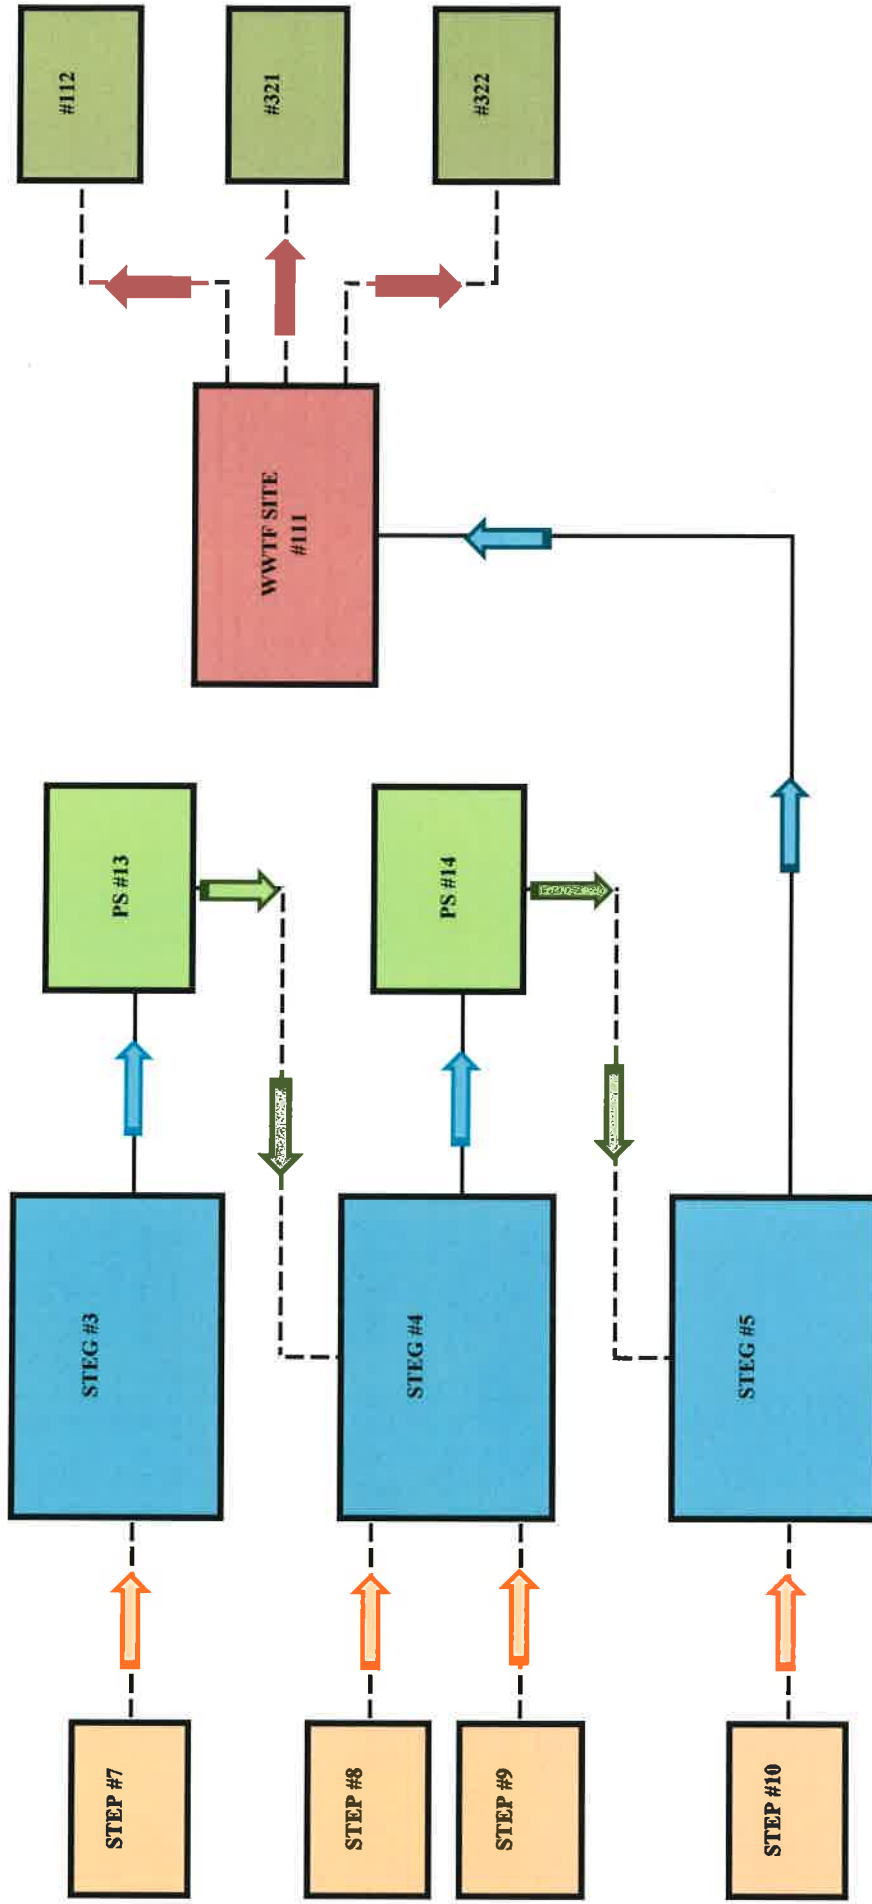 #112
#321
#322
WWTF SITE
#111
PS #13
PS #14
STEG #3
STEG #4
STEG #5
STEP #7
STEP #8
STEP #9
STEP #10